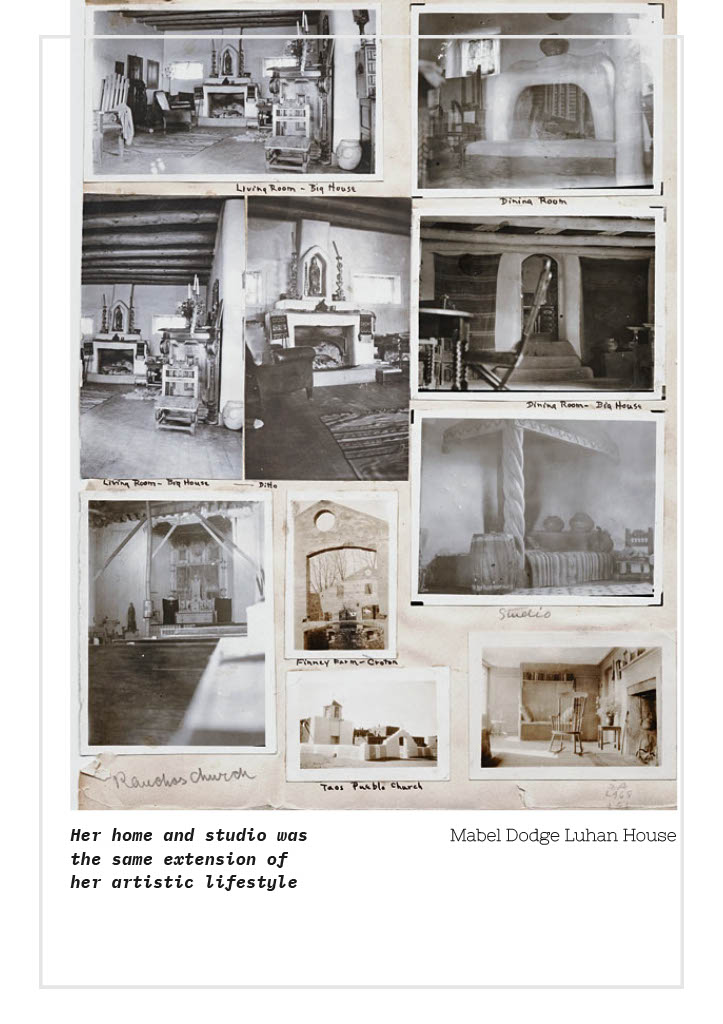 Living Room - Big House
Dining Room
Dining Room - Big House
Living Room - Big House
Ditto
Studio
Finney Farm - Croton
Ranchos Church
Taos Pueblo Church
Her home and studio was
the same extension of
her artistic lifestyle
Mabel Dodge Luhan House